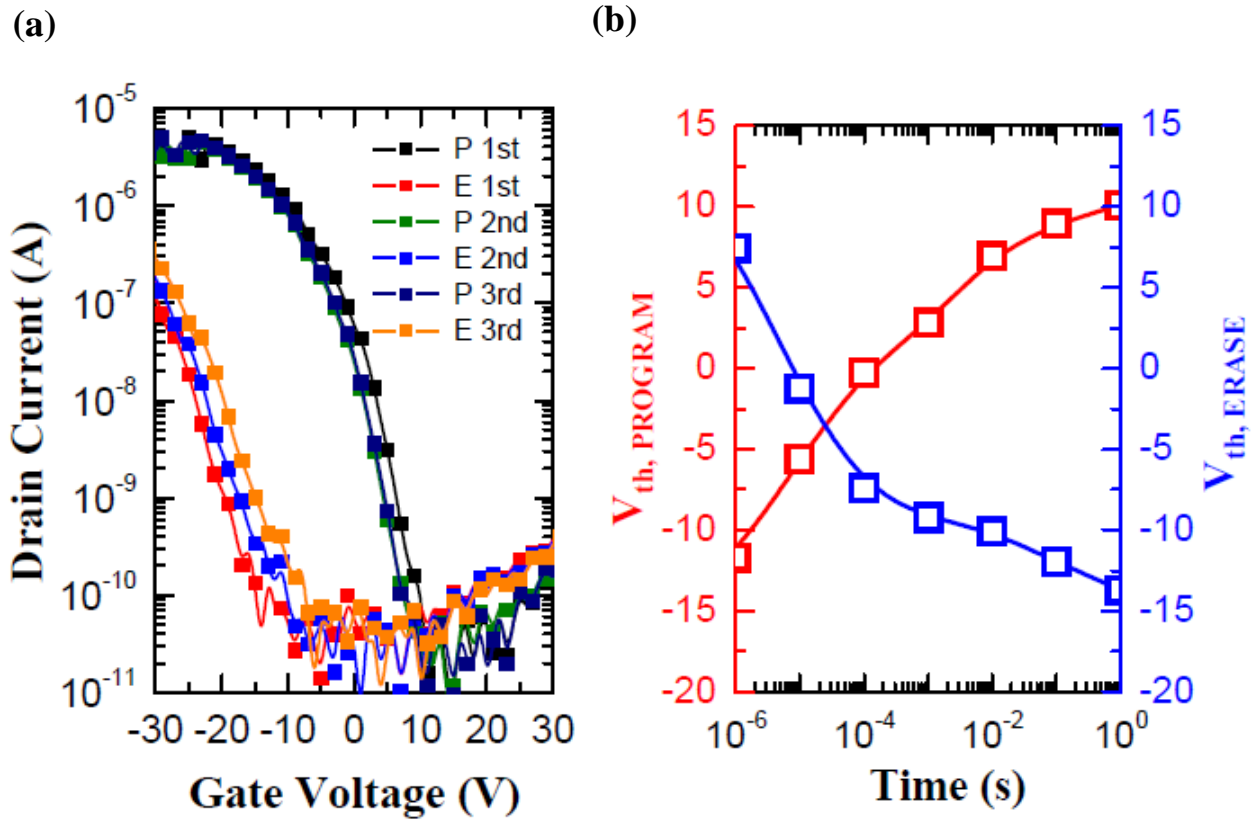 (a)
Drain Current (A)
10^-5
10^-6
10^-7
10^-8
10^-9
10^-10
10^-11
P 1st
E 1st
P 2nd
E 2nd
P 3rd
E 3rd
-30 -20 -10 0 10 20 30
Gate Voltage (V)
(b)
V_th, PROGRAM
15
10
5
0
-5
-10
-15
-20
15
10
5
0
-5
-10
-15
-20
V_th, ERASE
10^-6 10^-4 10^-2 10^0
Time (s)